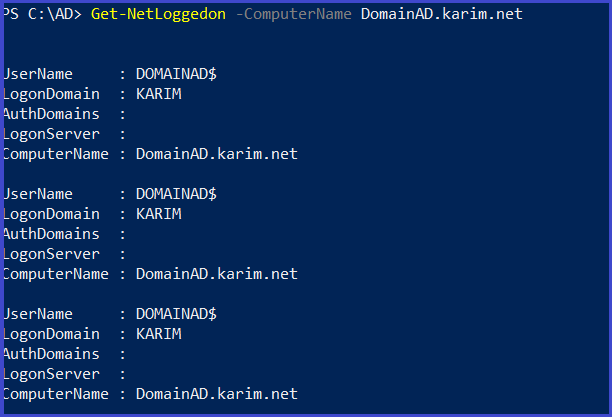 PS C:\AD> Get-NetLoggedon -ComputerName DomainAD.karim.net
UserName     : DOMAINAD$
LogonDomain  : KARIM
AuthDomains  :
LogonServer  :
ComputerName : DomainAD.karim.net
UserName     : DOMAINAD$
LogonDomain  : KARIM
AuthDomains  :
LogonServer  :
ComputerName : DomainAD.karim.net
UserName     : DOMAINAD$
LogonDomain  : KARIM
AuthDomains  :
LogonServer  :
ComputerName : DomainAD.karim.net